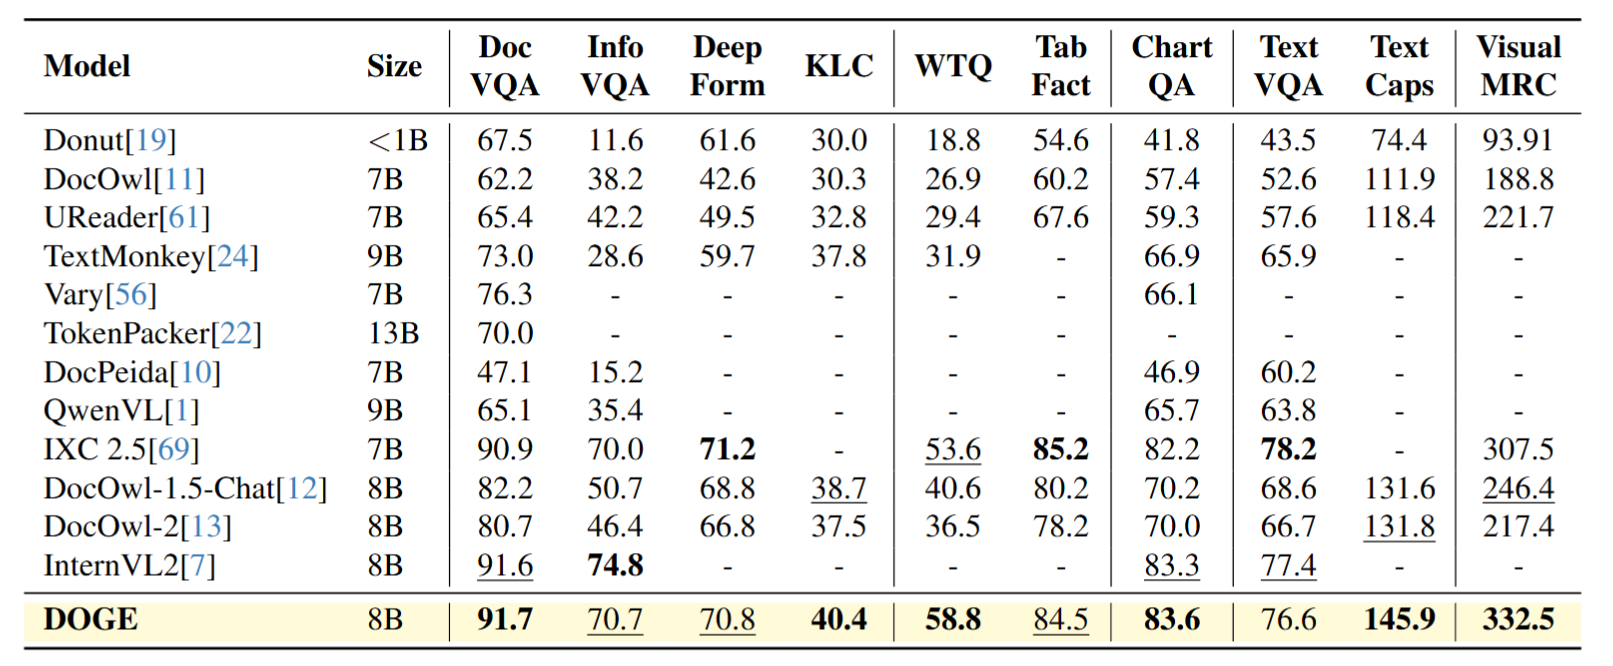 Model Size Doc VQA Info VQA Deep Form KLC WTQ Tab Fact Chart QA Text VQA Text Caps Visual MRC
Donut[19] <1B 67.5 11.6 61.6 30.0 18.8 54.6 41.8 43.5 74.4 93.91
DocOwl[11] 7B 62.2 38.2 42.6 30.3 26.9 60.2 57.4 52.6 111.9 188.8
UReader[61] 7B 65.4 42.2 49.5 32.8 29.4 67.6 59.3 57.6 118.4 221.7
TextMonkey[24] 9B 73.0 28.6 59.7 37.8 31.9 - 66.9 65.9 - -
Vary[56] 7B 76.3 - - - - - 66.1 - - -
TokenPacker[22] 13B 70.0 - - - - - - - - -
DocPeida[10] 7B 47.1 15.2 - - - - 46.9 60.2 - -
QwenVL[1] 9B 65.1 35.4 - - - - 65.7 63.8 - -
IXC 2.5[69] 7B 90.9 70.0 71.2 - 53.6 85.2 82.2 78.2 - 307.5
DocOwl-1.5-Chat[12] 8B 82.2 50.7 68.8 38.7 40.6 80.2 70.2 68.6 131.6 246.4
DocOwl-2[13] 8B 80.7 46.4 66.8 37.5 36.5 78.2 70.0 66.7 131.8 217.4
InternVL2[7] 8B 91.6 74.8 - - - - 83.3 77.4 - -
DOGE 8B 91.7 70.7 70.8 40.4 58.8 84.5 83.6 76.6 145.9 332.5